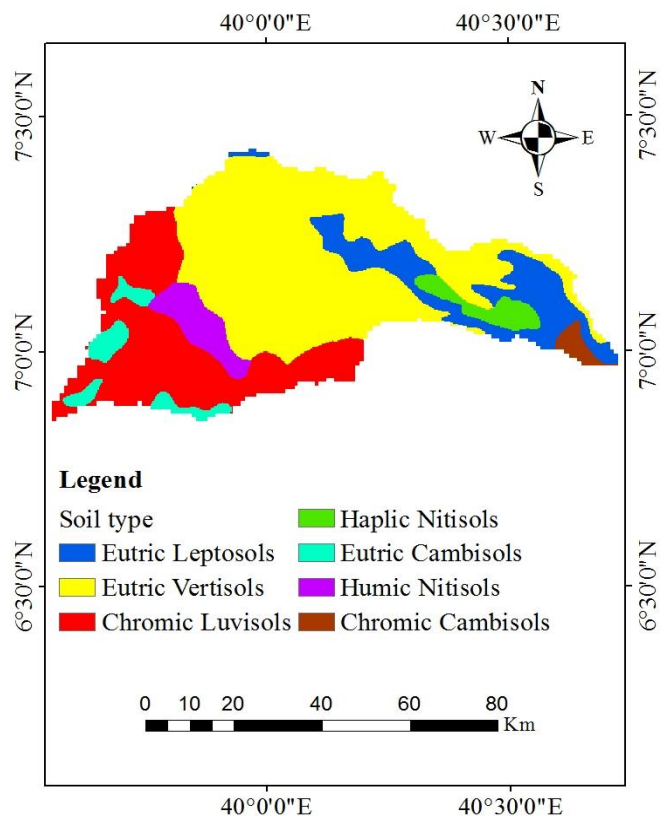 40°0'0"E 40°30'0"E
7°30'0"N 7°30'0"N
N
W E
S
7°0'0"N 7°0'0"N
Legend
Soil type Haplic Nitisols
Eutric Leptosols Eutric Cambisols
Eutric Vertisols Humic Nitisols
Chromic Luvisols Chromic Cambisols
6°30'0"N 6°30'0"N
0 10 20 40 60 80
Km
40°0'0"E 40°30'0"E